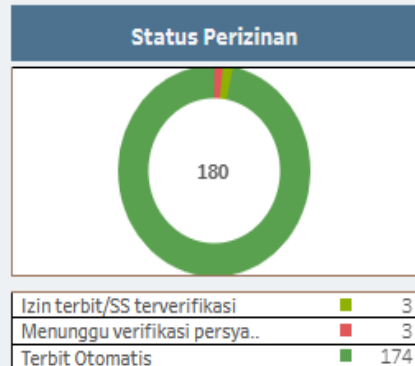 Status Perizinan
180
Izin terbit/SS terverifikasi 3
Menunggu verifikasi persya.. 3
Terbit Otomatis 174